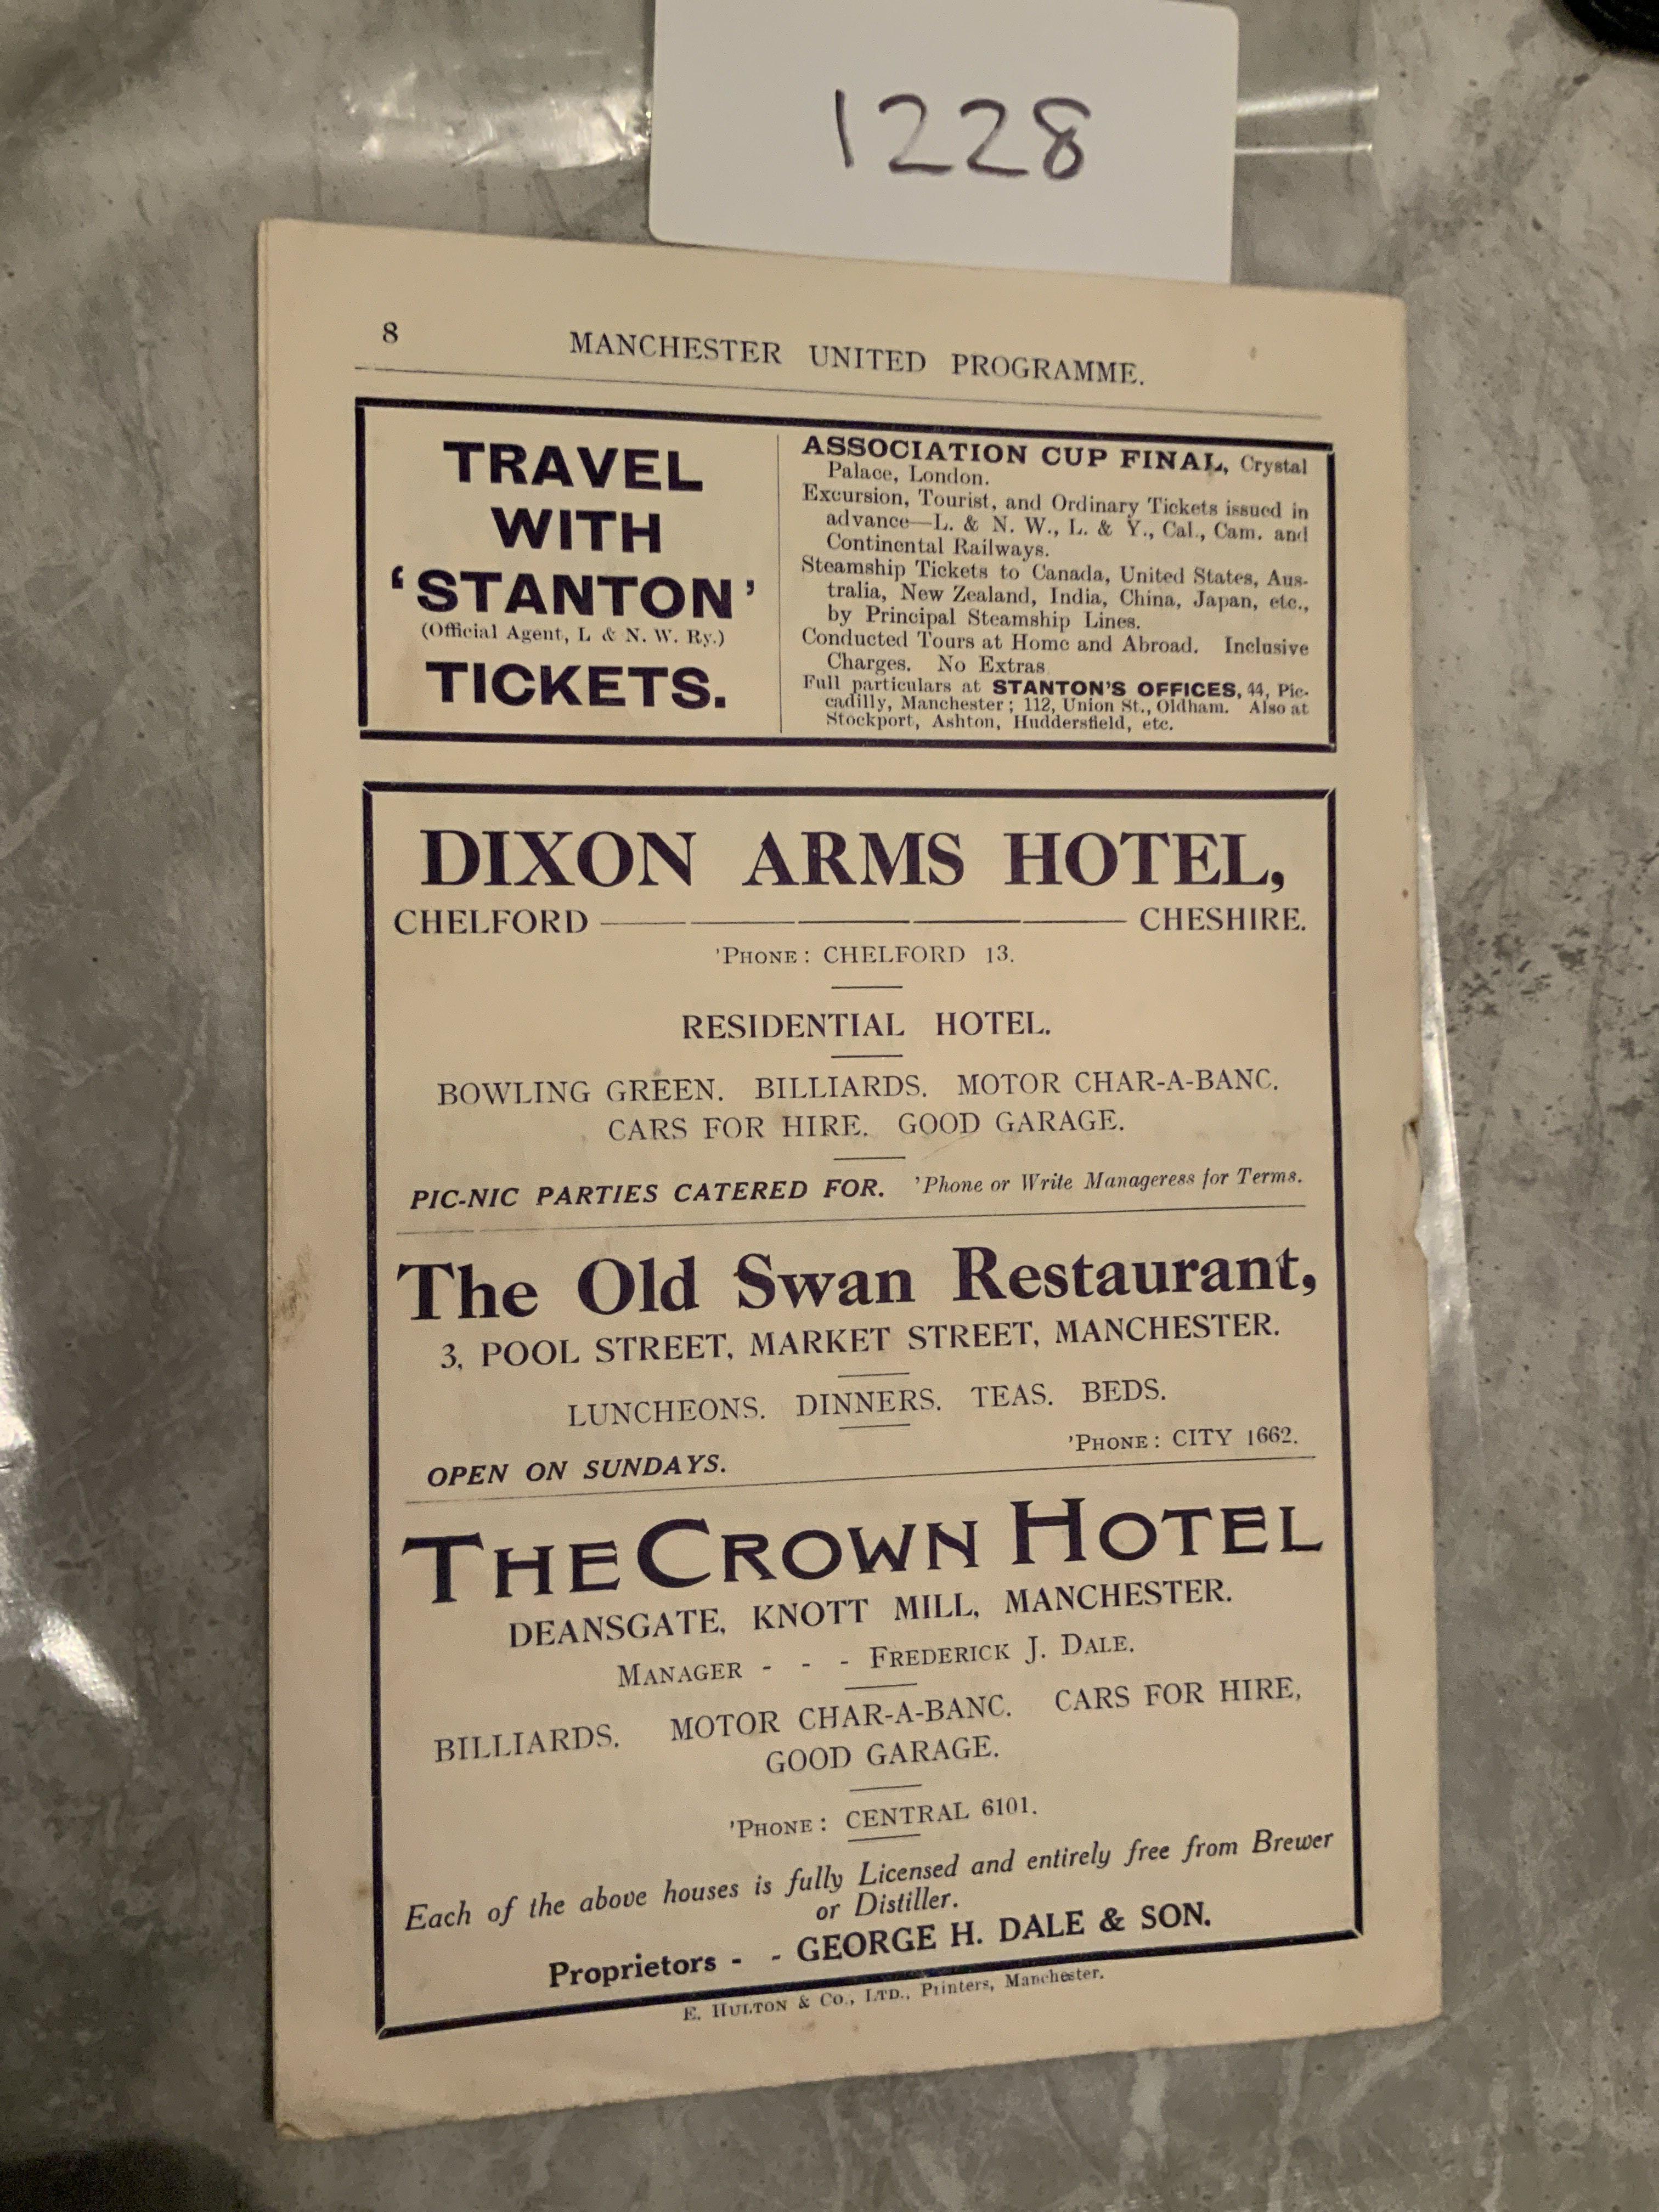 1228
8 MANCHESTER UNITED PROGRAMME.
TRAVEL
WITH
‘STANTON’
(Official Agent, L & N. W. Ry.)
TICKETS.
ASSOCIATION CUP FINAL, Crystal
Palace, London.
Excursion, Tourist, and Ordinary Tickets issued in
advance—L. & N. W., L. & Y., Cal., Cam. and
Continental Railways.
Steamship Tickets to Canada, United States, Aus-
tralia, New Zealand, India, China, Japan, etc.,
by Principal Steamship Lines.
Conducted Tours at Home and Abroad. Inclusive
Charges. No Extras
Full particulars at STANTON'S OFFICES, 44, Pic-
cadilly, Manchester; 112, Union St., Oldham. Also at
Stockport, Ashton, Huddersfield, etc.
DIXON ARMS HOTEL,
CHELFORD — CHESHIRE.
'PHONE: CHELFORD 13.
RESIDENTIAL HOTEL.
BOWLING GREEN. BILLIARDS. MOTOR CHAR-A-BANC.
CARS FOR HIRE. GOOD GARAGE.
PIC-NIC PARTIES CATERED FOR. 'Phone or Write Manageress for Terms.
The Old Swan Restaurant,
3, POOL STREET, MARKET STREET, MANCHESTER.
LUNCHEONS. DINNERS. TEAS. BEDS.
OPEN ON SUNDAYS. 'PHONE: CITY 1662.
THE CROWN HOTEL
DEANSGATE, KNOTT MILL, MANCHESTER.
MANAGER - - - FREDERICK J. DALE.
BILLIARDS. MOTOR CHAR-A-BANC. CARS FOR HIRE,
GOOD GARAGE.
'PHONE: CENTRAL 6101.
Each of the above houses is fully Licensed and entirely free from Brewer
or Distiller.
Proprietors - - GEORGE H. DALE & SON.
E. HULTON & Co., LTD., Printers, Manchester.